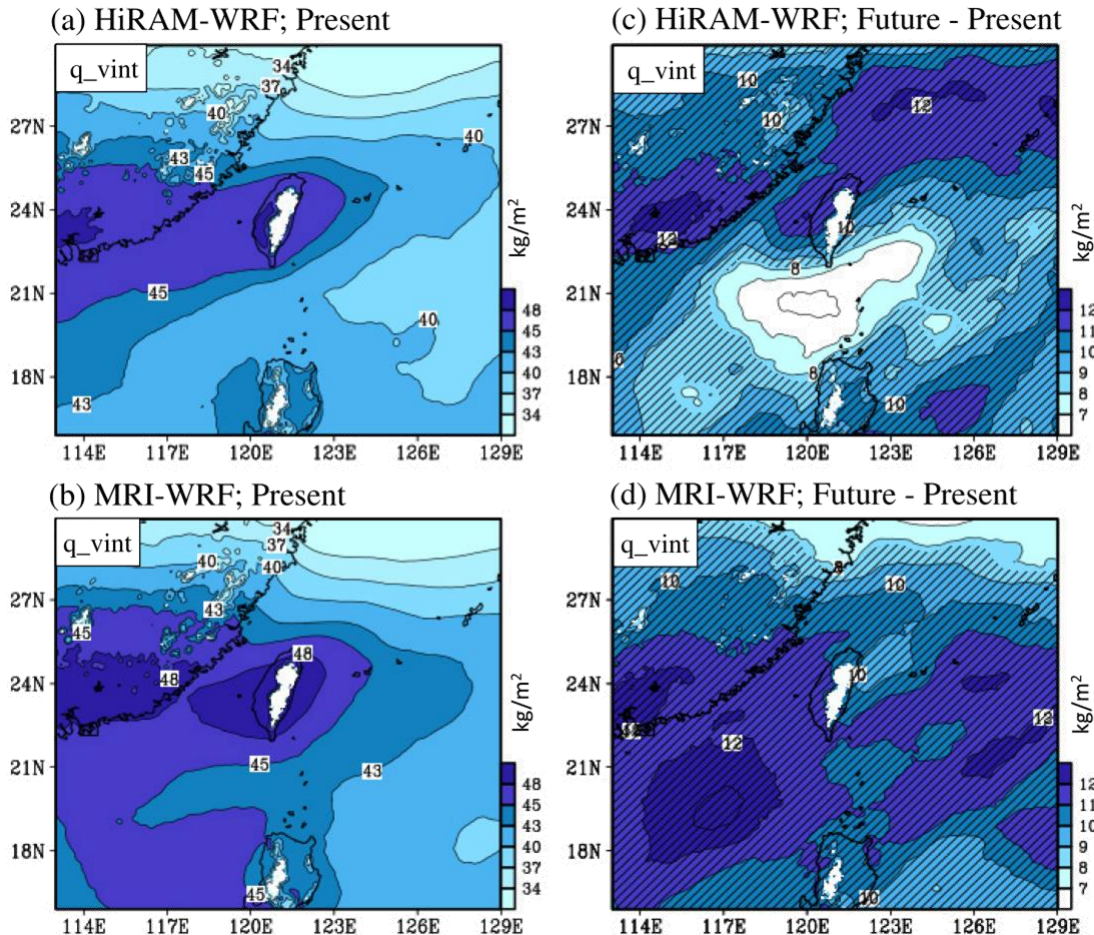 (a) HiRAM-WRF; Present
q_vint
34
37
40
43
45
40
45
40
43
27N
24N
21N
18N
114E 117E 120E 123E 126E 129E
kg/m²
48
45
43
40
37
34
(c) HiRAM-WRF; Future - Present
q_vint
10
12
10
12
10
8
8
10
27N
24N
21N
18N
114E 117E 120E 123E 126E 129E
kg/m²
12
11
10
9
8
7
(b) MRI-WRF; Present
q_vint
34
37
40
40
43
45
48
48
45
43
45
27N
24N
21N
18N
114E 117E 120E 123E 126E 129E
kg/m²
48
45
43
40
37
34
(d) MRI-WRF; Future - Present
q_vint
8
10
10
10
12
12
10
27N
24N
21N
18N
114E 117E 120E 123E 126E 129E
kg/m²
12
11
10
9
8
7